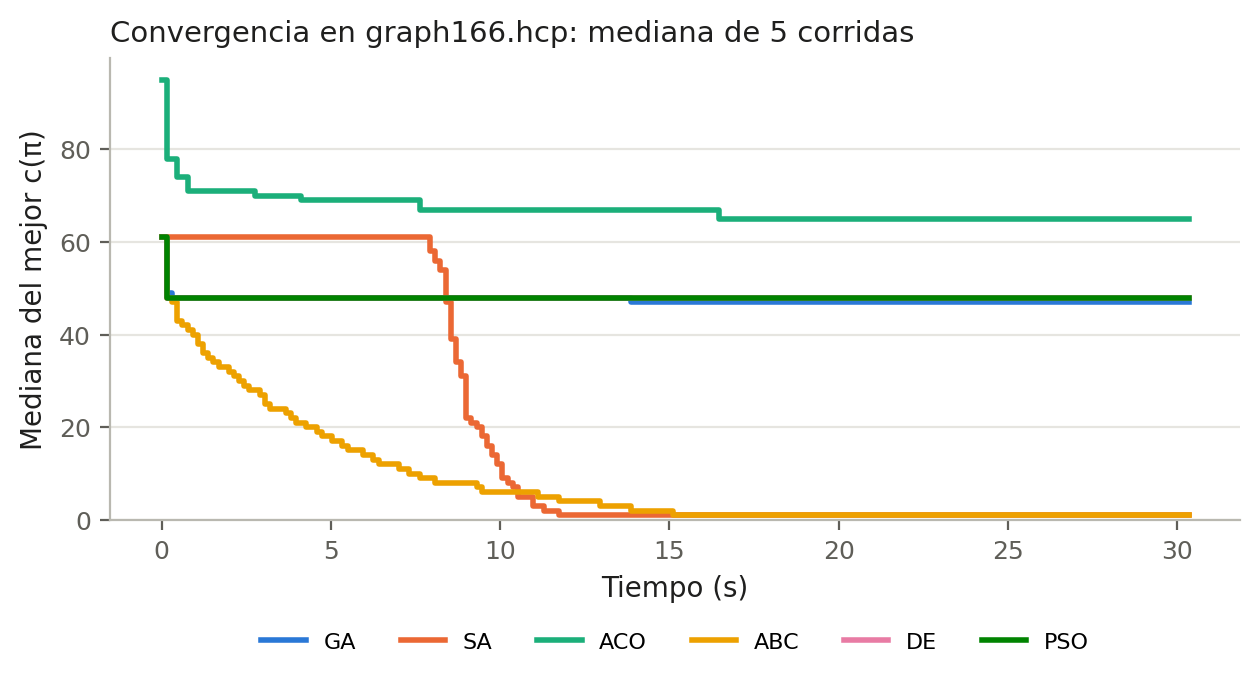 Convergencia en graph166.hcp: mediana de 5 corridas
Mediana del mejor c(π)
80
60
40
20
0
0 5 10 15 20 25 30
Tiempo (s)
GA SA ACO ABC DE PSO